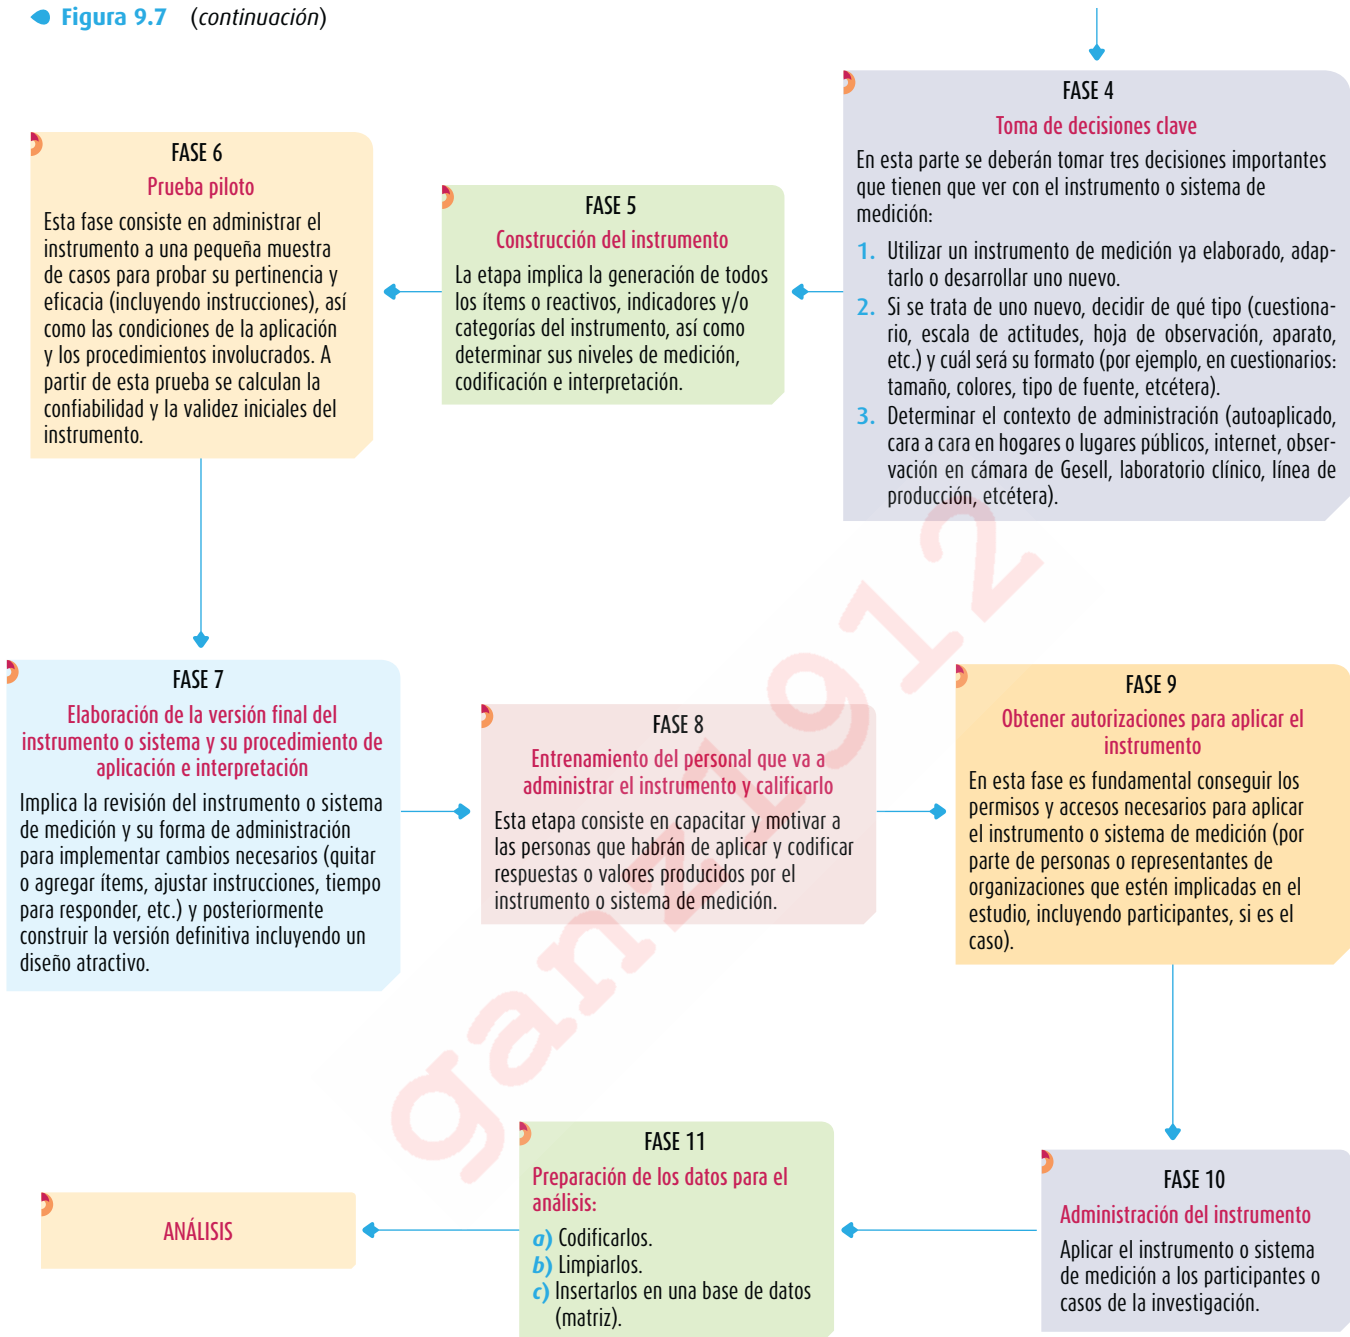 Figura 9.7 (continuación)
FASE 4
Toma de decisiones clave
En esta parte se deberán tomar tres decisiones importantes
que tienen que ver con el instrumento o sistema de
medición:
1. Utilizar un instrumento de medición ya elaborado, adap-
tarlo o desarrollar uno nuevo.
2. Si se trata de uno nuevo, decidir de qué tipo (cuestiona-
rio, escala de actitudes, hoja de observación, aparato,
etc.) y cuál será su formato (por ejemplo, en cuestionarios:
tamaño, colores, tipo de fuente, etcétera).
3. Determinar el contexto de administración (autoaplicado,
cara a cara en hogares o lugares públicos, internet, obser-
vación en cámara de Gesell, laboratorio clínico, línea de
producción, etcétera).
FASE 5
Construcción del instrumento
La etapa implica la generación de todos
los ítems o reactivos, indicadores y/o
categorías del instrumento, así como
determinar sus niveles de medición,
codificación e interpretación.
FASE 6
Prueba piloto
Esta fase consiste en administrar el
instrumento a una pequeña muestra
de casos para probar su pertinencia y
eficacia (incluyendo instrucciones), así
como las condiciones de la aplicación
y los procedimientos involucrados. A
partir de esta prueba se calculan la
confiabilidad y la validez iniciales del
instrumento.
FASE 7
Elaboración de la versión final del
instrumento o sistema y su procedimiento de
aplicación e interpretación
Implica la revisión del instrumento o sistema
de medición y su forma de administración
para implementar cambios necesarios (quitar
o agregar ítems, ajustar instrucciones, tiempo
para responder, etc.) y posteriormente
construir la versión definitiva incluyendo un
diseño atractivo.
FASE 8
Entrenamiento del personal que va a
administrar el instrumento y calificarlo
Esta etapa consiste en capacitar y motivar a
las personas que habrán de aplicar y codificar
respuestas o valores producidos por el
instrumento o sistema de medición.
FASE 9
Obtener autorizaciones para aplicar el
instrumento
En esta fase es fundamental conseguir los
permisos y accesos necesarios para aplicar
el instrumento o sistema de medición (por
parte de personas o representantes de
organizaciones que estén implicadas en el
estudio, incluyendo participantes, si es el
caso).
FASE 10
Administración del instrumento
Aplicar el instrumento o sistema
de medición a los participantes o
casos de la investigación.
FASE 11
Preparación de los datos para el
análisis:
a) Codificarlos.
b) Limpiarlos.
c) Insertarlos en una base de datos
(matriz).
ANÁLISIS
ganz1912